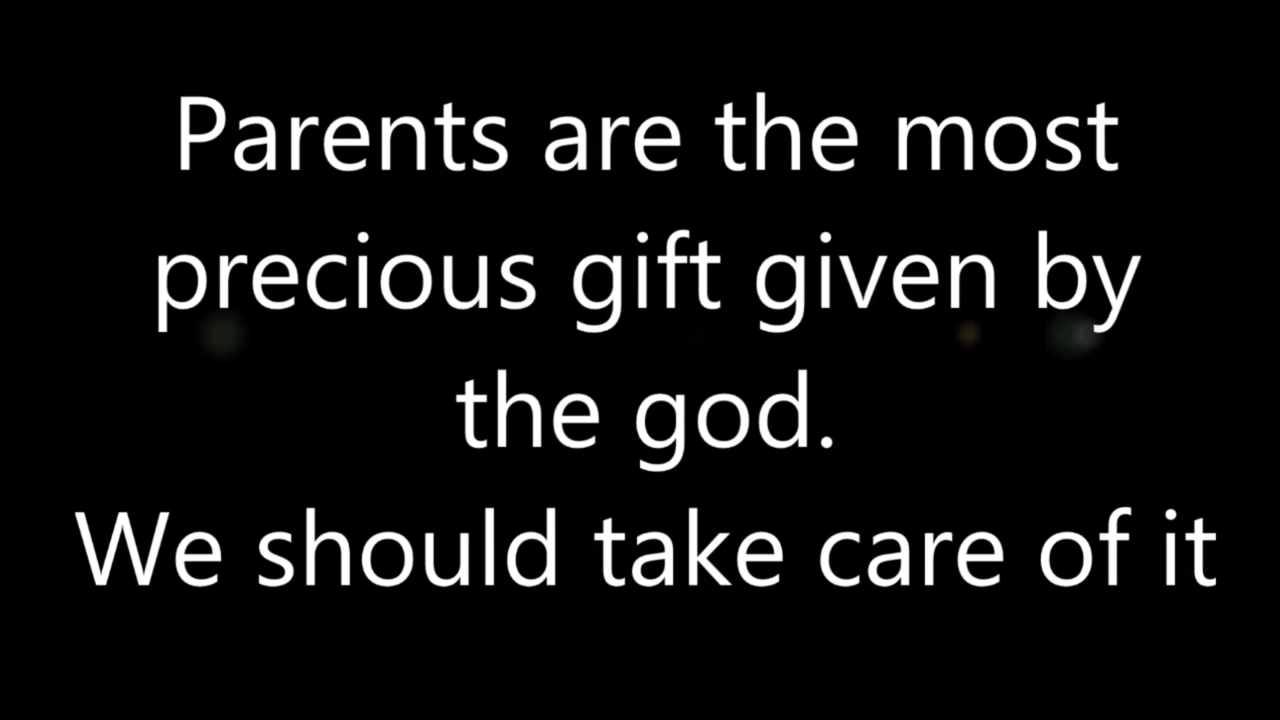 Parents are the most
precious gift given by
the god.
We should take care of it